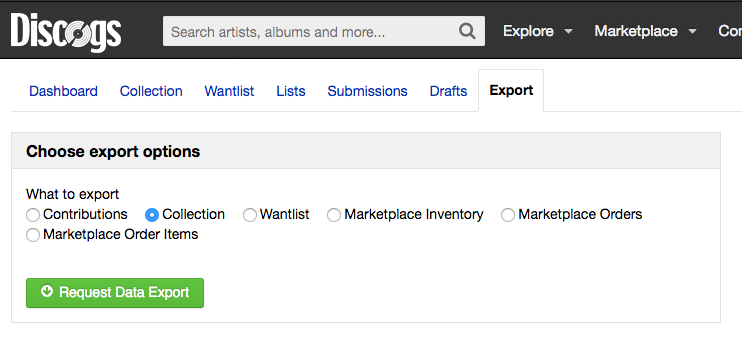 Discogs Search artists, albums and more... Explore Marketplace
Dashboard Collection Wantlist Lists Submissions Drafts Export
Choose export options
What to export
Contributions Collection Wantlist Marketplace Inventory Marketplace Orders
Marketplace Order Items
Request Data Export